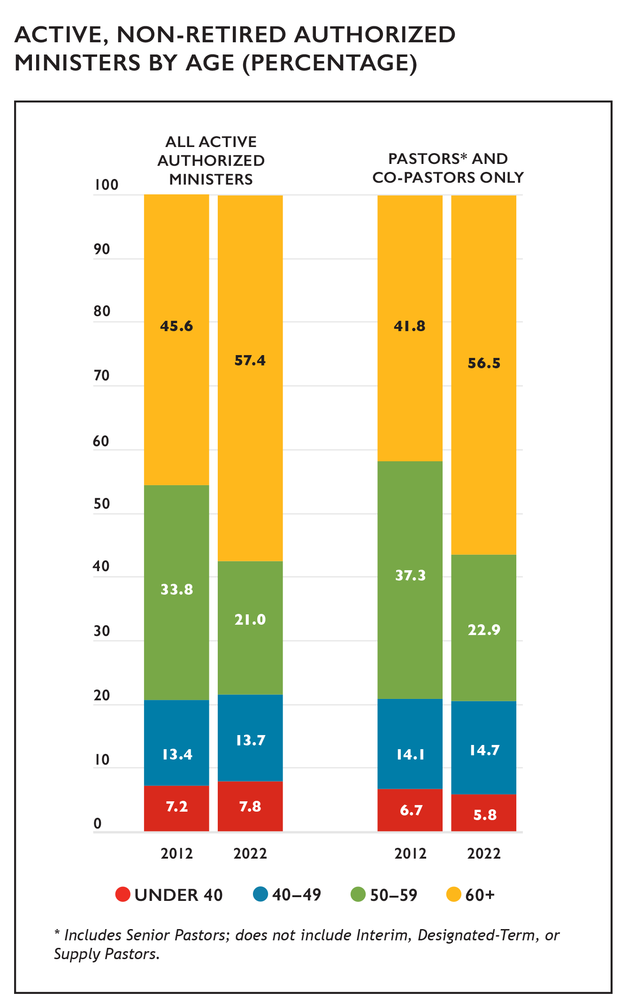 ACTIVE, NON-RETIRED AUTHORIZED
MINISTERS BY AGE (PERCENTAGE)
ALL ACTIVE
AUTHORIZED
MINISTERS
PASTORS* AND
CO-PASTORS ONLY
100
90
80
70
60
50
40
30
20
10
0
45.6
33.8
13.4
7.2
57.4
21.0
13.7
7.8
41.8
37.3
14.1
6.7
56.5
22.9
14.7
5.8
2012 2022 2012 2022
UNDER 40 40–49 50–59 60+
* Includes Senior Pastors; does not include Interim, Designated-Term, or
Supply Pastors.